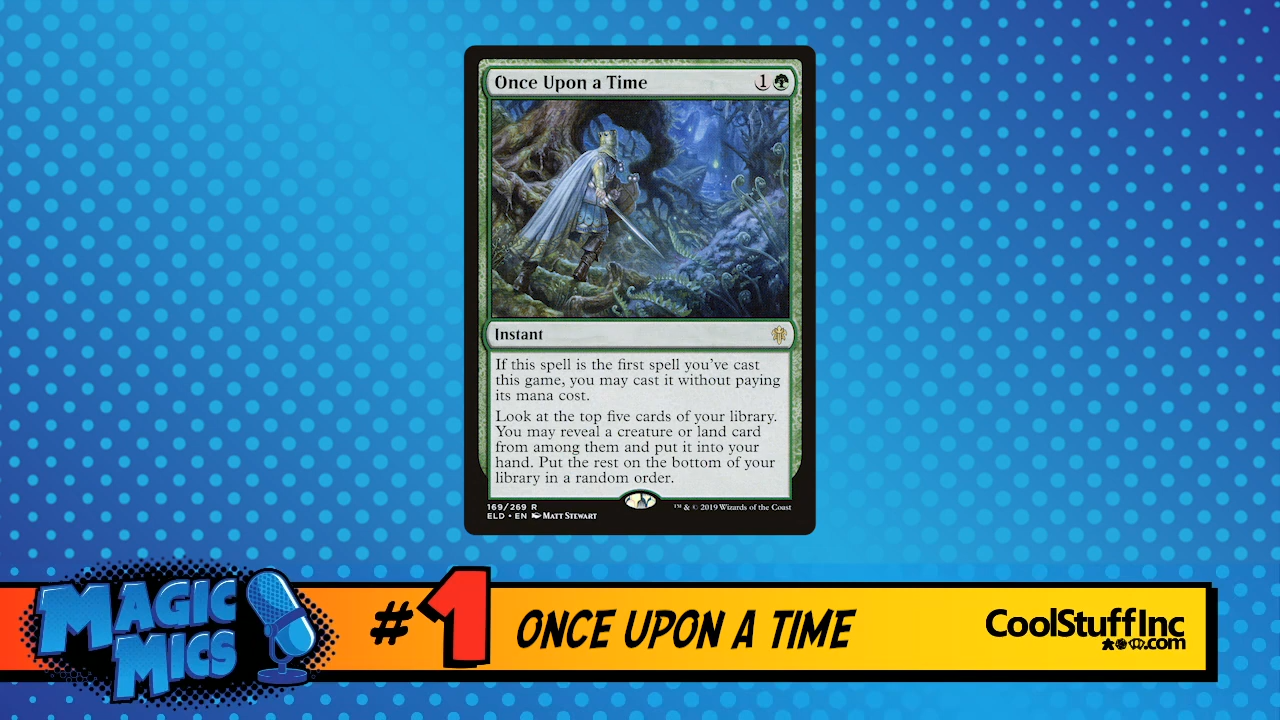 Once Upon a Time 1
Instant
If this spell is the first spell you've cast
this game, you may cast it without paying
its mana cost.
Look at the top five cards of your library.
You may reveal a creature or land card
from among them and put it into your
hand. Put the rest on the bottom of your
library in a random order.
169/269 R
ELD • EN Matt Stewart
™ & © 2019 Wizards of the Coast
MAGIC
MICS
#1 ONCE UPON A TIME
CoolStuffInc
.com